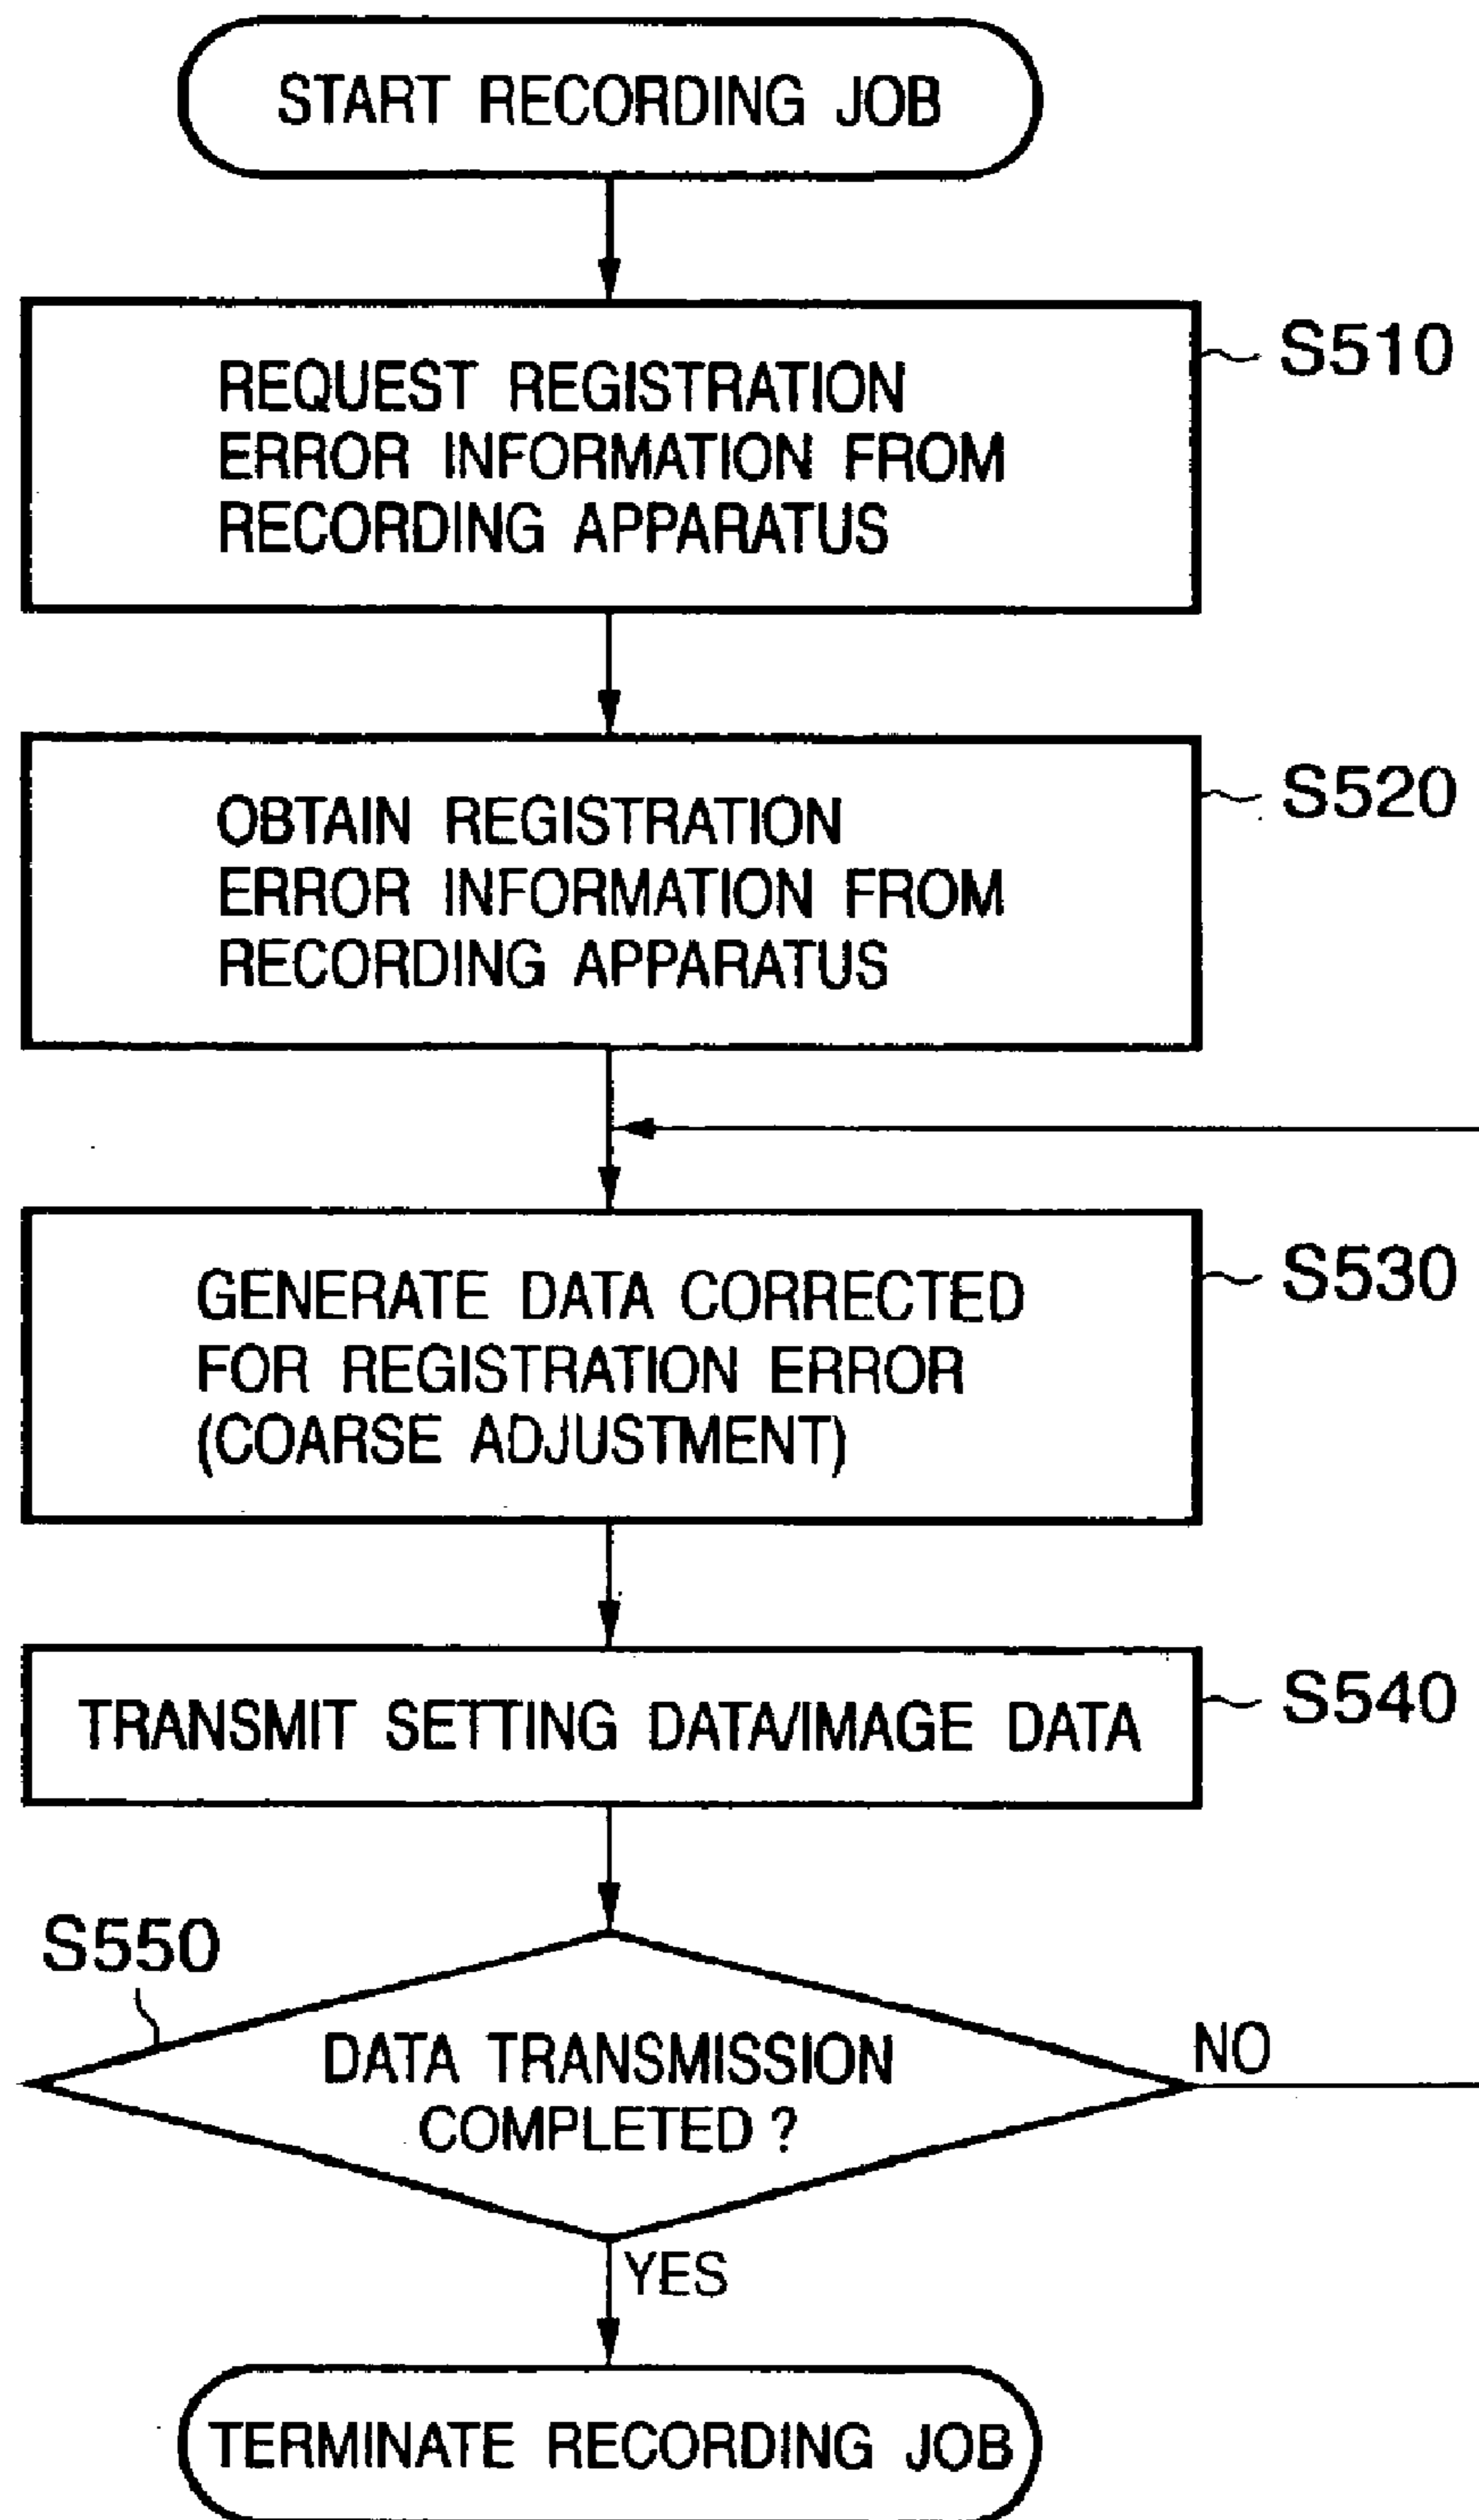 START RECORDING JOB
REQUEST REGISTRATION
ERROR INFORMATION FROM
RECORDING APPARATUS
S510
OBTAIN REGISTRATION
ERROR INFORMATION FROM
RECORDING APPARATUS
S520
GENERATE DATA CORRECTED
FOR REGISTRATION ERROR
(COARSE ADJUSTMENT)
S530
TRANSMIT SETTING DATA/IMAGE DATA
S540
S550
DATA TRANSMISSION
COMPLETED ?
NO
YES
TERMINATE RECORDING JOB